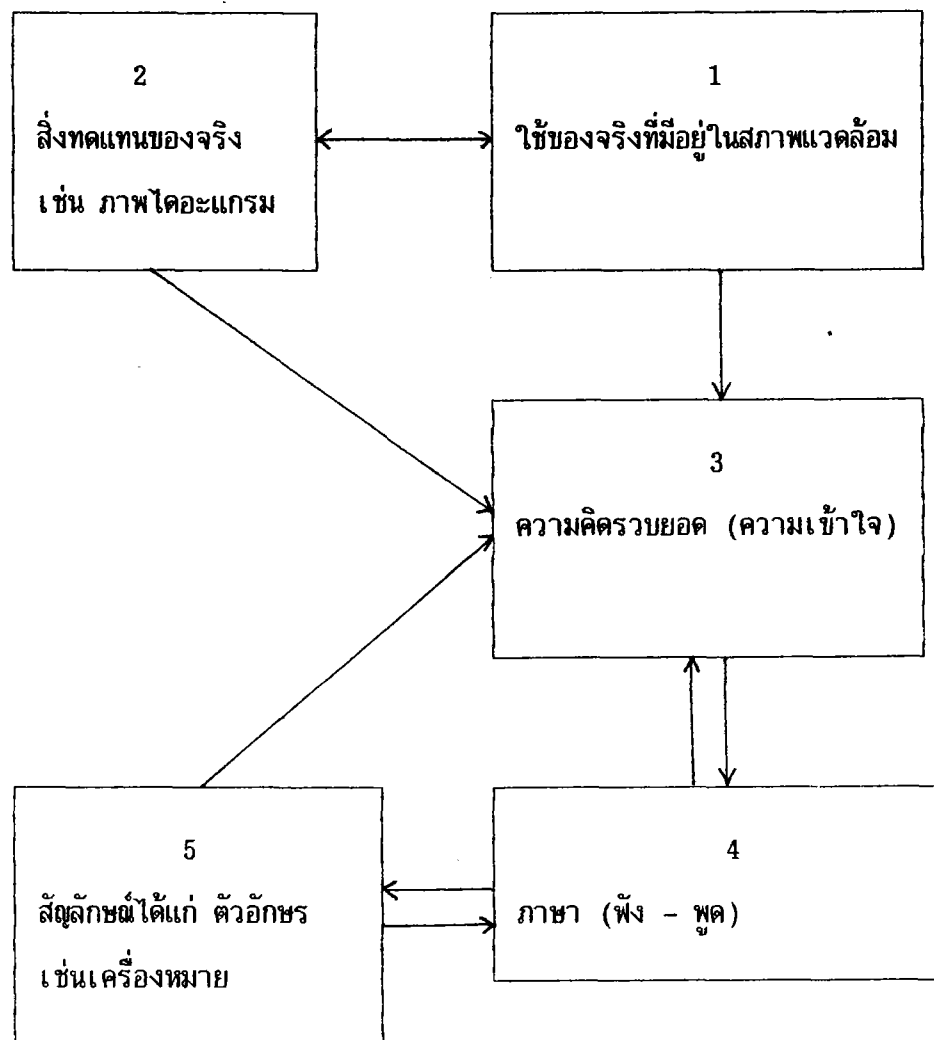 2
สิ่งทดแทนของจริง
เช่น ภาพไดอะแกรม
1
ใช้ของจริงที่มีอยู่ในสภาพแวดล้อม
3
ความคิดรวบยอด (ความเข้าใจ)
5
สัญลักษณ์ได้แก่ ตัวอักษร
เช่นเครื่องหมาย
4
ภาษา (ฟัง - พูด)